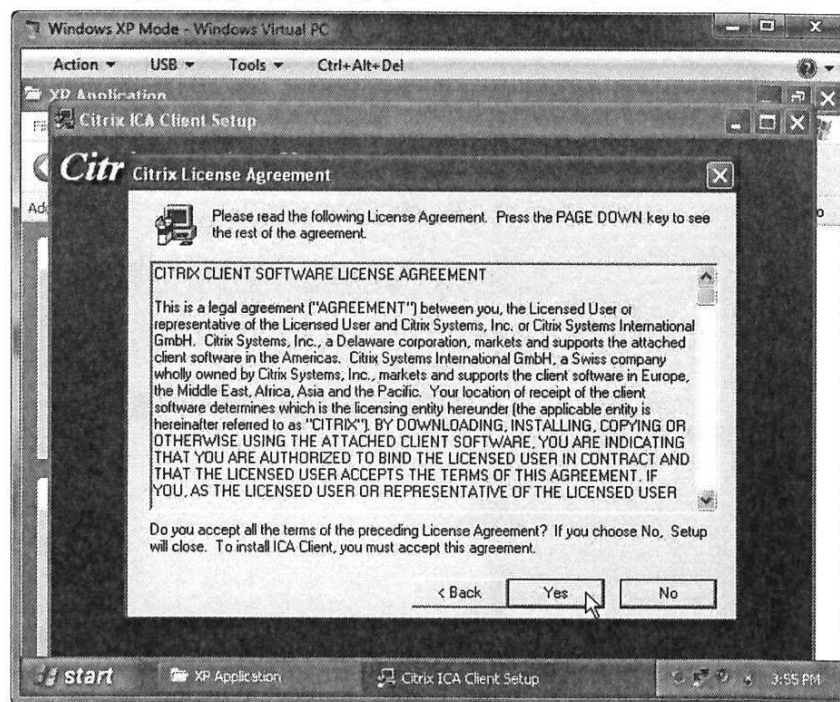 Windows XP Mode - Windows Virtual PC
Action USB Tools Ctrl+Alt+Del
XP Application
Citrix ICA Client Setup
Citr
Citrix License Agreement
Please read the following License Agreement. Press the PAGE DOWN key to see
the rest of the agreement.
CITRIX CLIENT SOFTWARE LICENSE AGREEMENT
This is a legal agreement ("AGREEMENT") between you, the Licensed User or
representative of the Licensed User and Citrix Systems, Inc. or Citrix Systems International
GmbH. Citrix Systems, Inc., a Delaware corporation, markets and supports the attached
client software in the Americas. Citrix Systems International GmbH, a Swiss company
wholly owned by Citrix Systems, Inc., markets and supports the client software in Europe,
the Middle East, Africa, Asia and the Pacific. Your location of receipt of the client
software determines which is the licensing entity hereunder (the applicable entity is
hereinafter referred to as "CITRIX"). BY DOWNLOADING, INSTALLING, COPYING OR
OTHERWISE USING THE ATTACHED CLIENT SOFTWARE, YOU ARE INDICATING
THAT YOU ARE AUTHORIZED TO BIND THE LICENSED USER IN CONTRACT AND
THAT THE LICENSED USER ACCEPTS THE TERMS OF THIS AGREEMENT. IF
YOU, AS THE LICENSED USER OR REPRESENTATIVE OF THE LICENSED USER
Do you accept all the terms of the preceding License Agreement? If you choose No, Setup
will close. To install ICA Client, you must accept this agreement.
< Back Yes No
start XP Application Citrix ICA Client Setup 3:55 PM